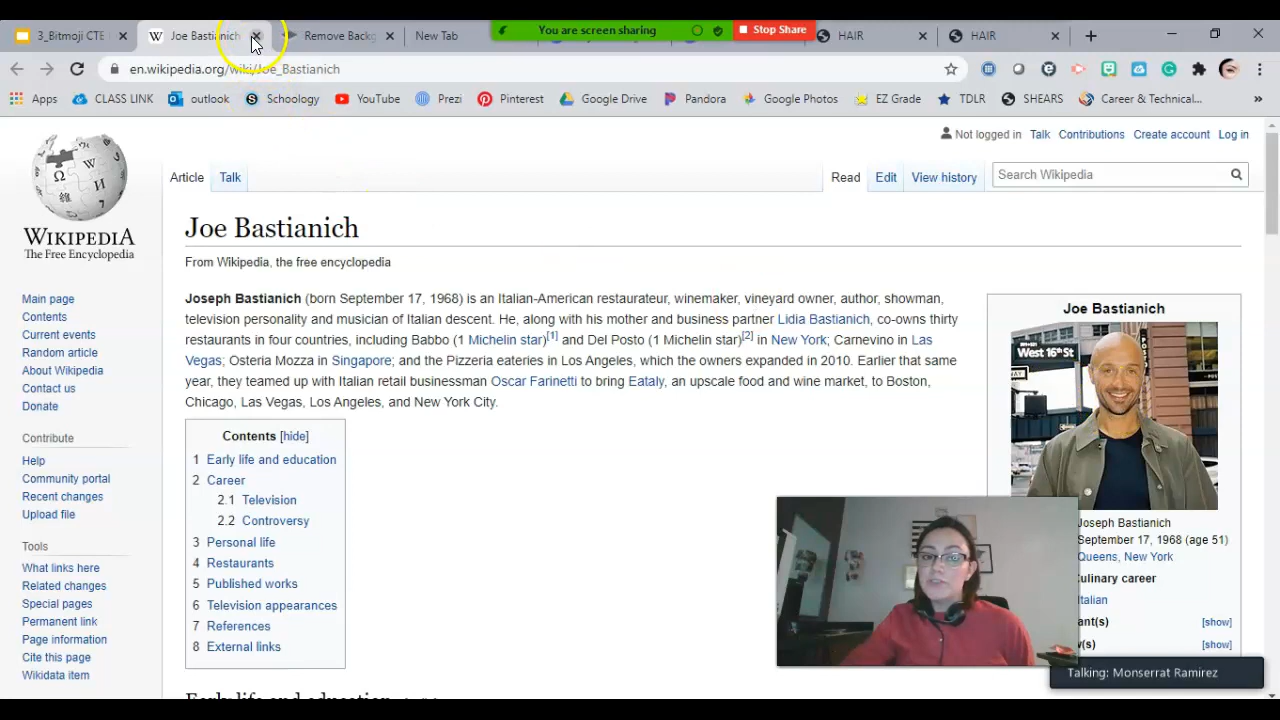 3_Bitmoji CTE
Joe Bastianich
Remove Backg
New Tab
You are screen sharing
Stop Share
HAIR
HAIR
en.wikipedia.org/wiki/Joe_Bastianich
Apps CLASS LINK outlook Schoology YouTube Prezi Pinterest Google Drive Pandora Google Photos EZ Grade TDLR SHEARS Career & Technical... »
Not logged in Talk Contributions Create account Log in
Article Talk Read Edit View history Search Wikipedia
WIKIPEDIA
The Free Encyclopedia
Main page
Contents
Current events
Random article
About Wikipedia
Contact us
Donate
Contribute
Help
Community portal
Recent changes
Upload file
Tools
What links here
Related changes
Special pages
Permanent link
Page information
Cite this page
Wikidata item
Joe Bastianich
From Wikipedia, the free encyclopedia
Joseph Bastianich (born September 17, 1968) is an Italian-American restaurateur, winemaker, vineyard owner, author, showman,
television personality and musician of Italian descent. He, along with his mother and business partner Lidia Bastianich, co-owns thirty
restaurants in four countries, including Babbo (1 Michelin star)[1] and Del Posto (1 Michelin star)[2] in New York; Carnevino in Las
Vegas; Osteria Mozza in Singapore; and the Pizzeria eateries in Los Angeles, which the owners expanded in 2010. Earlier that same
year, they teamed up with Italian retail businessman Oscar Farinetti to bring Eataly, an upscale food and wine market, to Boston,
Chicago, Las Vegas, Los Angeles, and New York City.
Contents [hide]
1 Early life and education
2 Career
2.1 Television
2.2 Controversy
3 Personal life
4 Restaurants
5 Published works
6 Television appearances
7 References
8 External links
Early life and education
Joe Bastianich
West 16th St
Joseph Bastianich
September 17, 1968 (age 51)
Queens, New York
Culinary career
Italian
ant(s) [show]
w(s) [show]
Talking: Monserrat Ramirez